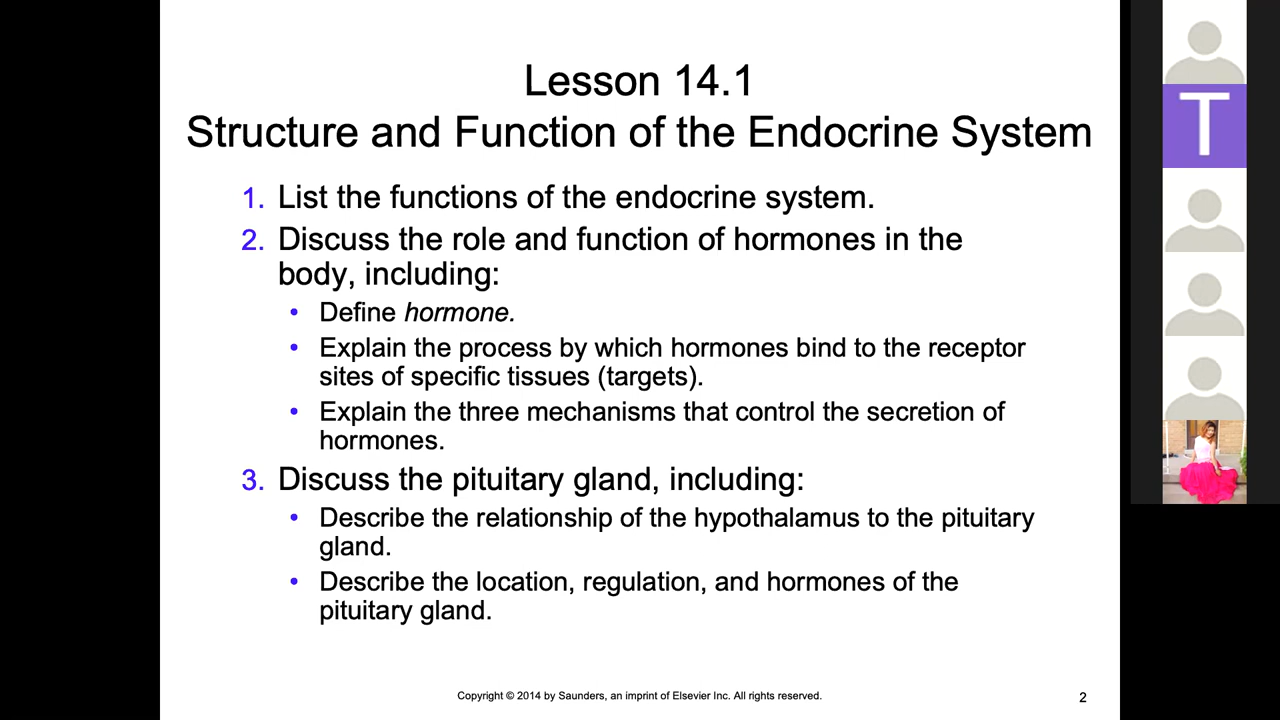 Lesson 14.1
Structure and Function of the Endocrine System
1. List the functions of the endocrine system.
2. Discuss the role and function of hormones in the
body, including:
• Define hormone.
• Explain the process by which hormones bind to the receptor
sites of specific tissues (targets).
• Explain the three mechanisms that control the secretion of
hormones.
3. Discuss the pituitary gland, including:
• Describe the relationship of the hypothalamus to the pituitary
gland.
• Describe the location, regulation, and hormones of the
pituitary gland.
Copyright © 2014 by Saunders, an imprint of Elsevier Inc. All rights reserved.
2
T